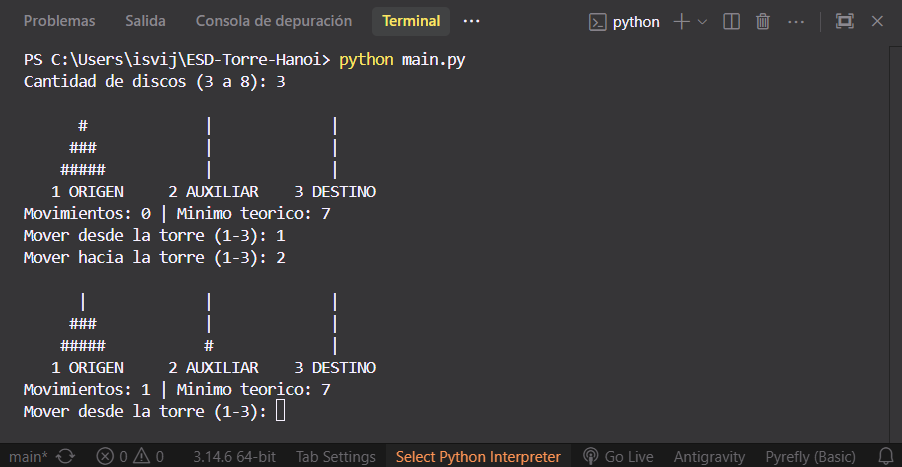 Problemas Salida Consola de depuración Terminal ··· python
PS C:\Users\isvij\ESD-Torre-Hanoi> python main.py
Cantidad de discos (3 a 8): 3
# | |
### | |
##### | |
1 ORIGEN 2 AUXILIAR 3 DESTINO
Movimientos: 0 | Minimo teorico: 7
Mover desde la torre (1-3): 1
Mover hacia la torre (1-3): 2
| | |
### | |
##### # |
1 ORIGEN 2 AUXILIAR 3 DESTINO
Movimientos: 1 | Minimo teorico: 7
Mover desde la torre (1-3):
main* 0 0 3.14.6 64-bit Tab Settings Select Python Interpreter Go Live Antigravity Pyrefly (Basic)